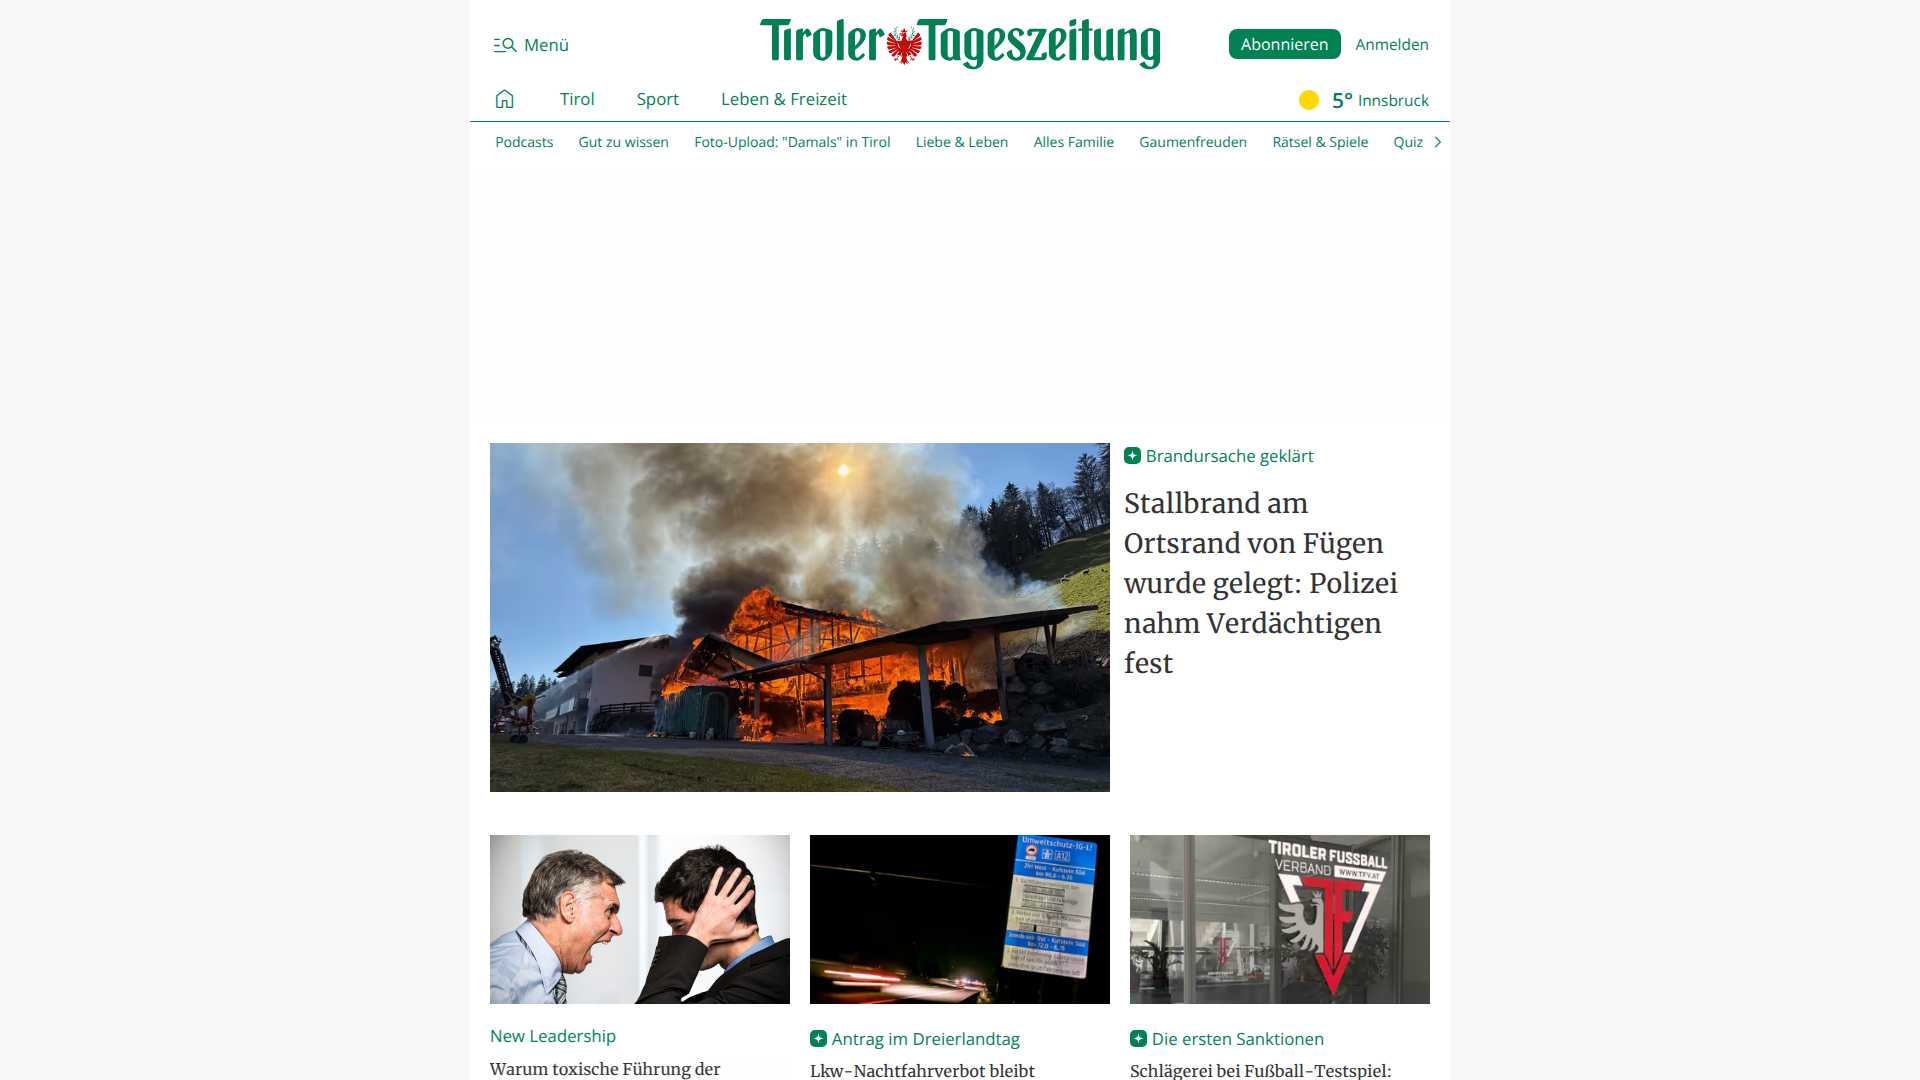 Menü
Tiroler Tageszeitung
Abonnieren
Anmelden
Tirol
Sport
Leben & Freizeit
5° Innsbruck
Podcasts
Gut zu wissen
Foto-Upload: "Damals" in Tirol
Liebe & Leben
Alles Familie
Gaumenfreuden
Rätsel & Spiele
Quiz
Brandursache geklärt
Stallbrand am
Ortsrand von Fügen
wurde gelegt: Polizei
nahm Verdächtigen
fest
Umweltschutz-IG-L!
A12
TIROLER FUSSBALL
VERBAND WWW.TFV.AT
New Leadership
Warum toxische Führung der
Antrag im Dreierlandtag
Lkw-Nachtfahrverbot bleibt
Die ersten Sanktionen
Schlägerei bei Fußball-Testspiel: